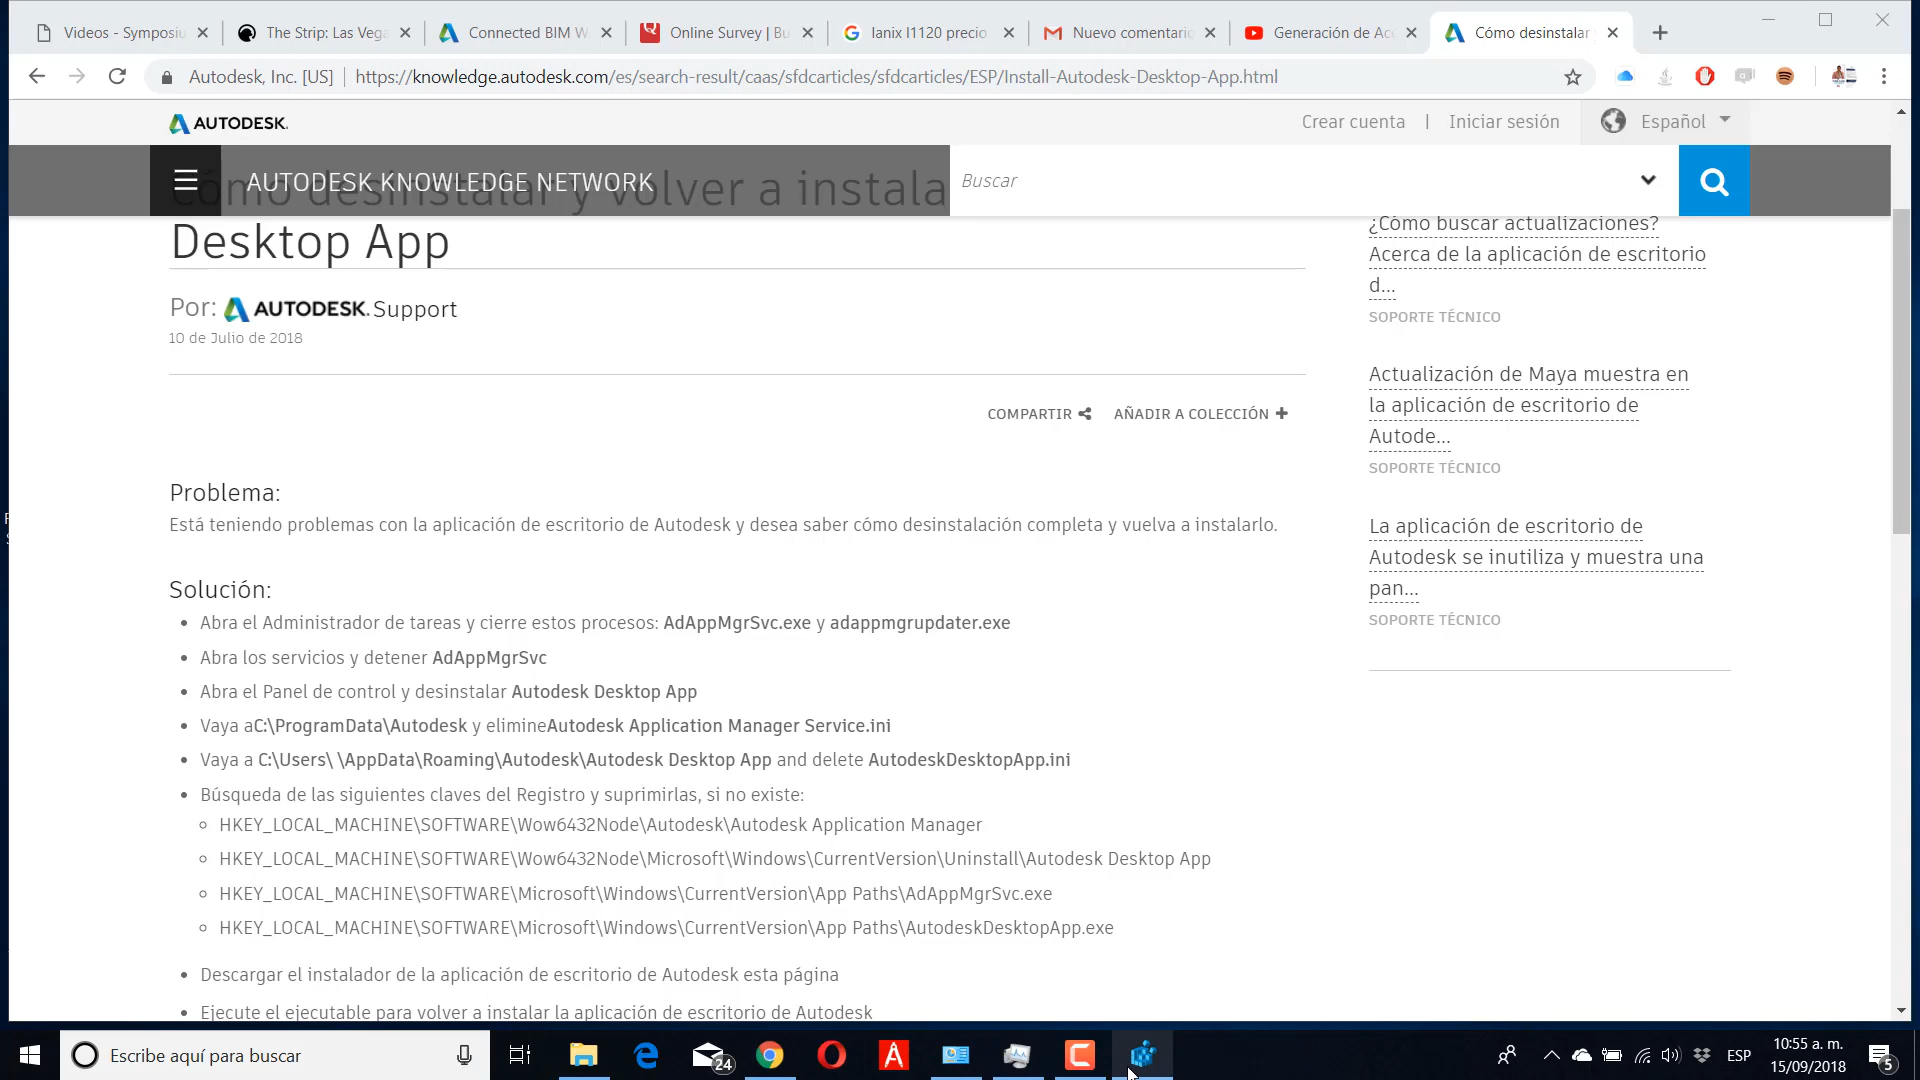 Videos - Symposiu
The Strip: Las Vega
Connected BIM W
Online Survey | Bu
lanix l1120 precio
Nuevo comentario
Generación de Ac
Cómo desinstalar
Autodesk, Inc. [US] | https://knowledge.autodesk.com/es/search-result/caas/sfdcarticles/sfdcarticles/ESP/Install-Autodesk-Desktop-App.html
AUTODESK.
Crear cuenta | Iniciar sesión
Español
AUTODESK KNOWLEDGE NETWORK
Buscar
Cómo desinstalar y volver a instala
Desktop App
Por: AUTODESK. Support
10 de Julio de 2018
COMPARTIR
AÑADIR A COLECCIÓN
Problema:
Está teniendo problemas con la aplicación de escritorio de Autodesk y desea saber cómo desinstalación completa y vuelva a instalarlo.
Solución:
• Abra el Administrador de tareas y cierre estos procesos: AdAppMgrSvc.exe y adappmgrupdater.exe
• Abra los servicios y detener AdAppMgrSvc
• Abra el Panel de control y desinstalar Autodesk Desktop App
• Vaya aC:\ProgramData\Autodesk y elimineAutodesk Application Manager Service.ini
• Vaya a C:\Users\ \AppData\Roaming\Autodesk\Autodesk Desktop App and delete AutodeskDesktopApp.ini
• Búsqueda de las siguientes claves del Registro y suprimirlas, si no existe:
HKEY_LOCAL_MACHINE\SOFTWARE\Wow6432Node\Autodesk\Autodesk Application Manager
HKEY_LOCAL_MACHINE\SOFTWARE\Wow6432Node\Microsoft\Windows\CurrentVersion\Uninstall\Autodesk Desktop App
HKEY_LOCAL_MACHINE\SOFTWARE\Microsoft\Windows\CurrentVersion\App Paths\AdAppMgrSvc.exe
HKEY_LOCAL_MACHINE\SOFTWARE\Microsoft\Windows\CurrentVersion\App Paths\AutodeskDesktopApp.exe
• Descargar el instalador de la aplicación de escritorio de Autodesk esta página
• Ejecute el ejecutable para volver a instalar la aplicación de escritorio de Autodesk
¿Cómo buscar actualizaciones?
Acerca de la aplicación de escritorio
d...
SOPORTE TÉCNICO
Actualización de Maya muestra en
la aplicación de escritorio de
Autode...
SOPORTE TÉCNICO
La aplicación de escritorio de
Autodesk se inutiliza y muestra una
pan...
SOPORTE TÉCNICO
Escribe aquí para buscar
24
ESP
10:55 a. m.
15/09/2018
5